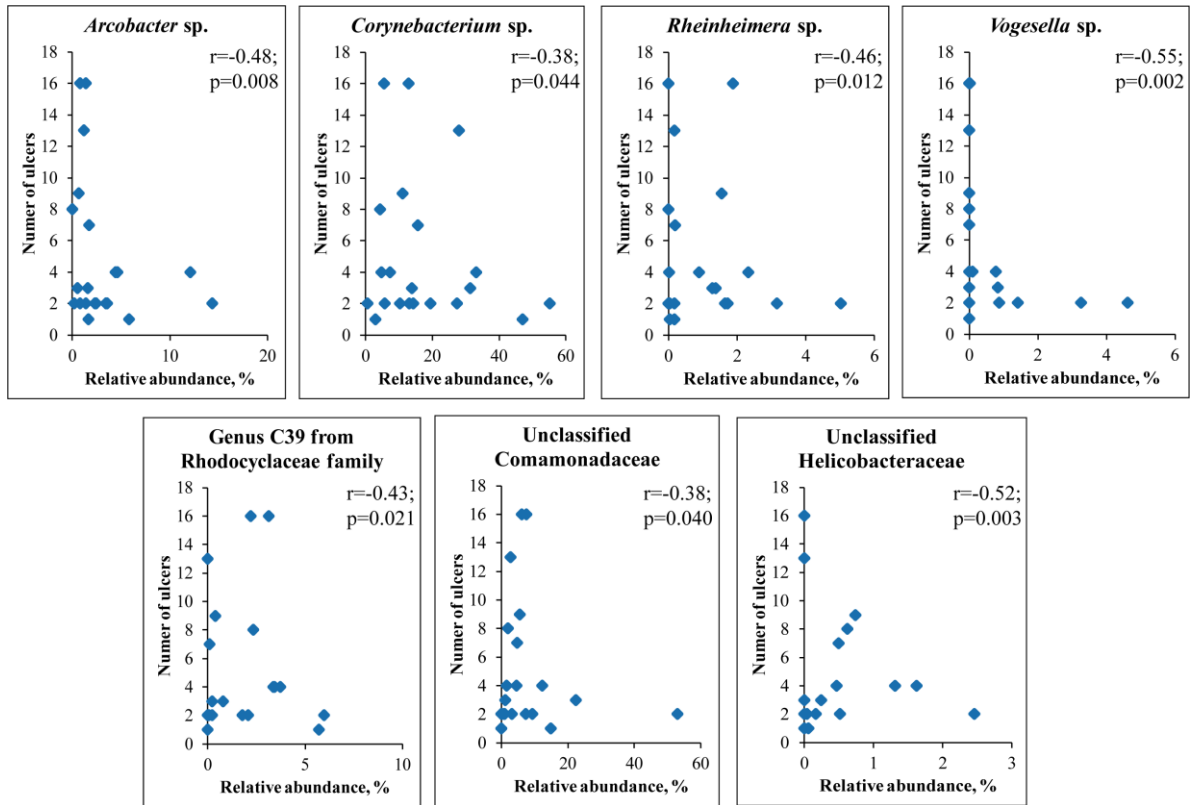 Arcobacter sp.
r=-0.48;
p=0.008
18
16
14
12
10
8
6
4
2
0
Numer of ulcers
0 10 20
Relative abundance, %
Corynebacterium sp.
r=-0.38;
p=0.044
18
16
14
12
10
8
6
4
2
0
Numer of ulcers
0 20 40 60
Relative abundance, %
Rheinheimera sp.
r=-0.46;
p=0.012
18
16
14
12
10
8
6
4
2
0
Numer of ulcers
0 2 4 6
Relative abundance, %
Vogesella sp.
r=-0.55;
p=0.002
18
16
14
12
10
8
6
4
2
0
Numer of ulcers
0 2 4 6
Relative abundance, %
Genus C39 from
Rhodocyclaceae family
r=-0.43;
p=0.021
18
16
14
12
10
8
6
4
2
0
Numer of ulcers
0 5 10
Relative abundance, %
Unclassified
Comamonadaceae
r=-0.38;
p=0.040
18
16
14
12
10
8
6
4
2
0
Numer of ulcers
0 20 40 60
Relative abundance, %
Unclassified
Helicobacteraceae
r=-0.52;
p=0.003
18
16
14
12
10
8
6
4
2
0
Numer of ulcers
0 1 2 3
Relative abundance, %